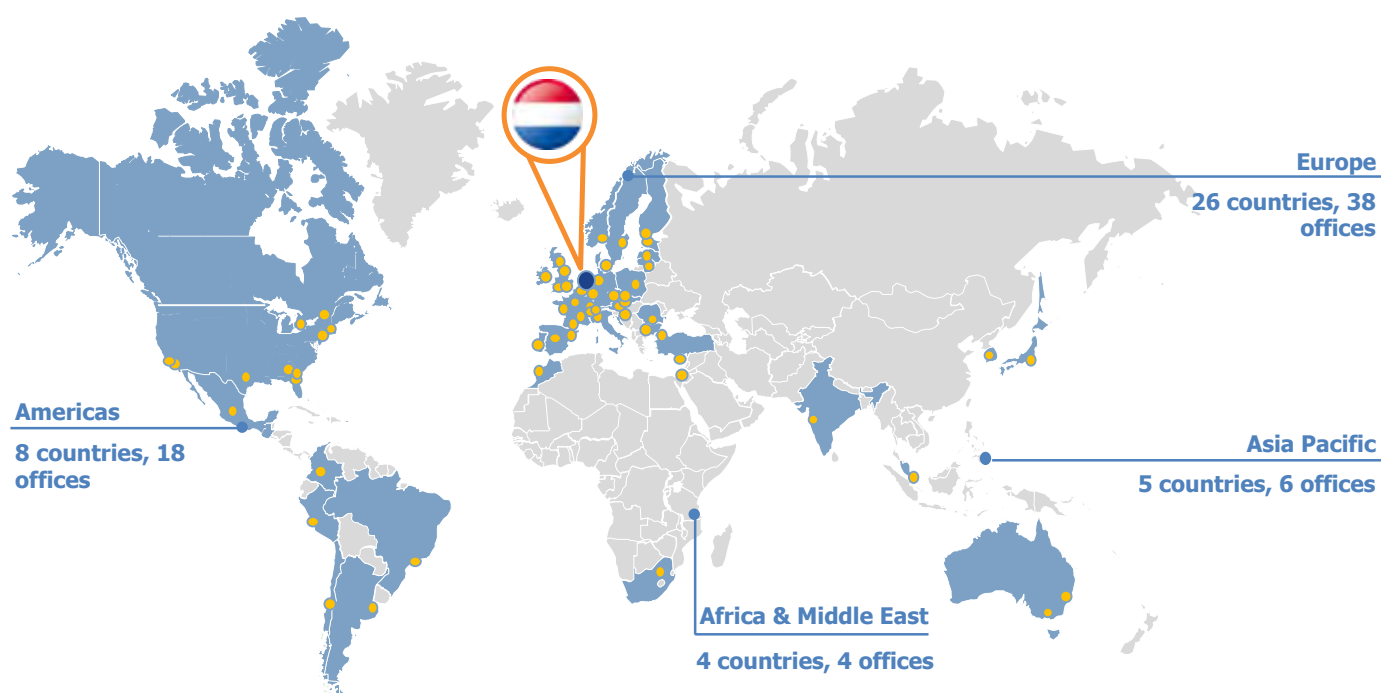 Europe
26 countries, 38
offices
Americas
8 countries, 18
offices
Asia Pacific
5 countries, 6 offices
Africa & Middle East
4 countries, 4 offices